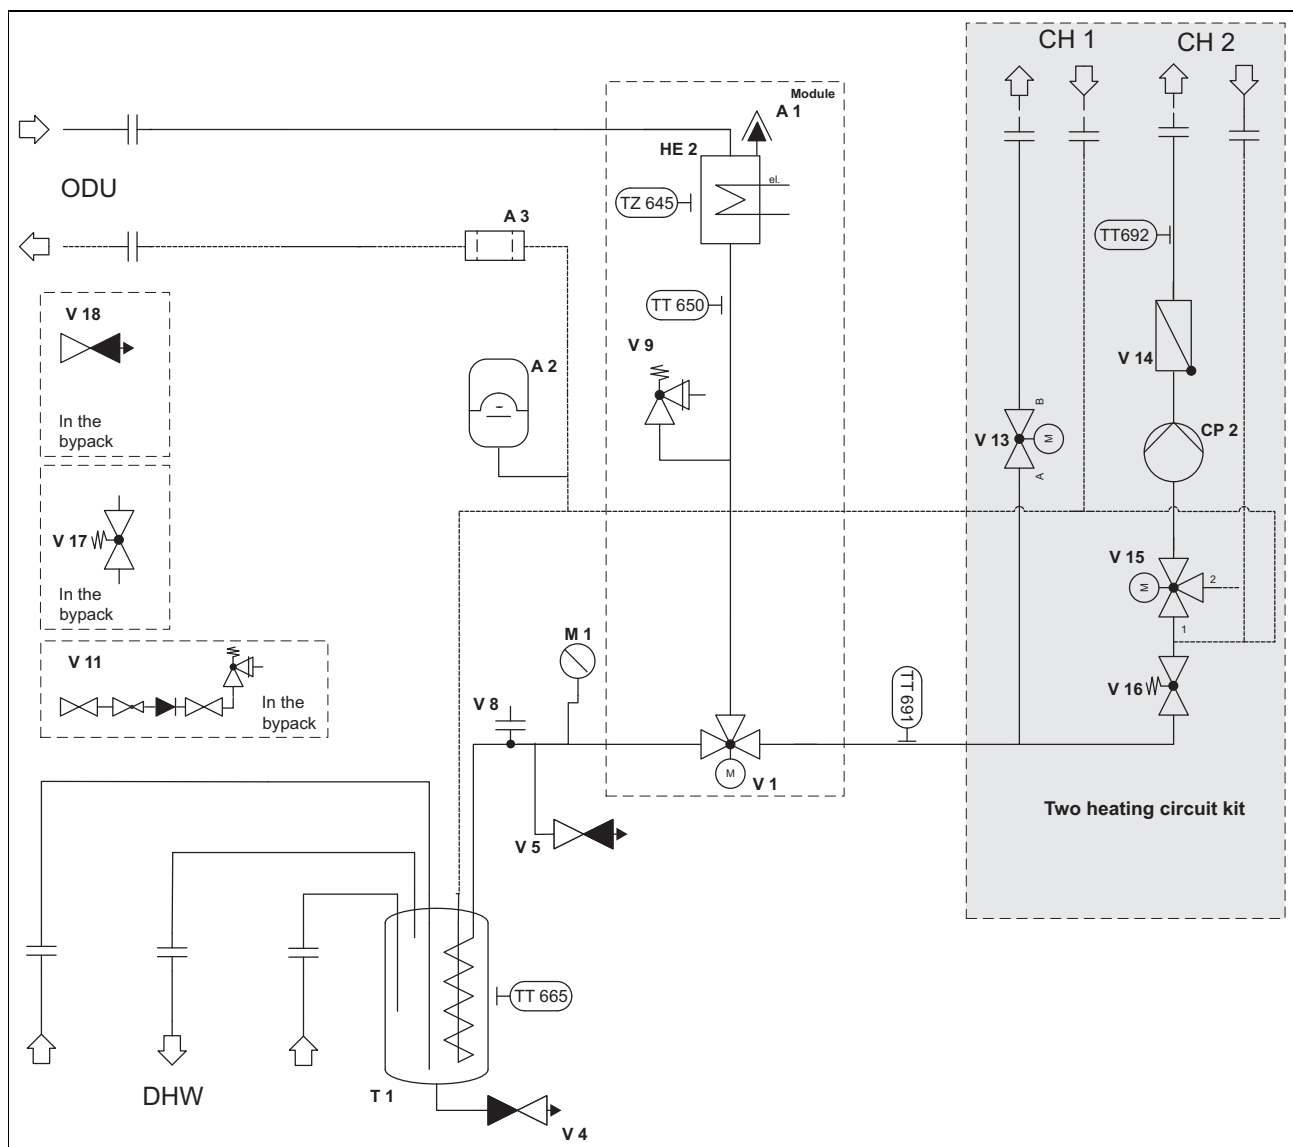 CH 1
CH 2
Module
A 1
HE 2
el.
TZ 645
ODU
A 3
TT692
TT 650
V 18
V 9
V 14
A 2
In the
bypack
B
V 13
M
CP 2
A
V 17
V 15
M
2
In the
bypack
1
M 1
V 11
V 16
In the
bypack
V 8
TT 691
M
V 1
Two heating circuit kit
V 5
TT 665
DHW
T 1
V 4